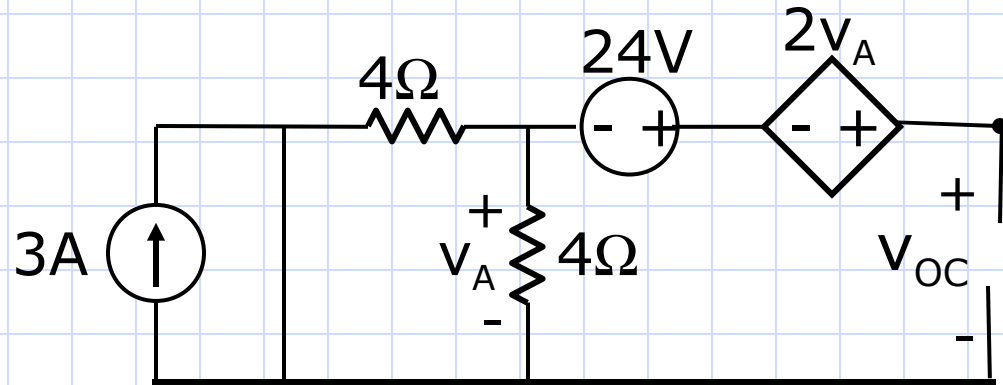 2vA
24V
4Ω
+
- +
- +
+
3A
+
vA
-
4Ω
vOC
-